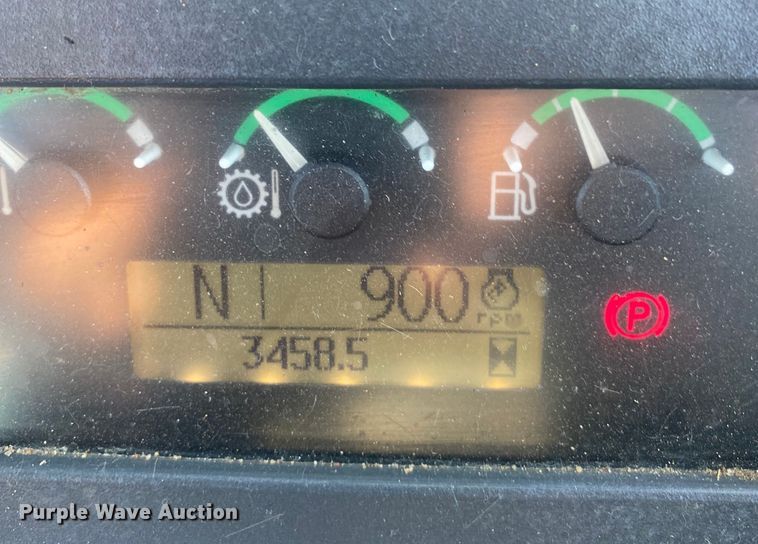 N 900
rpm
3458.5
P
Purple Wave Auction